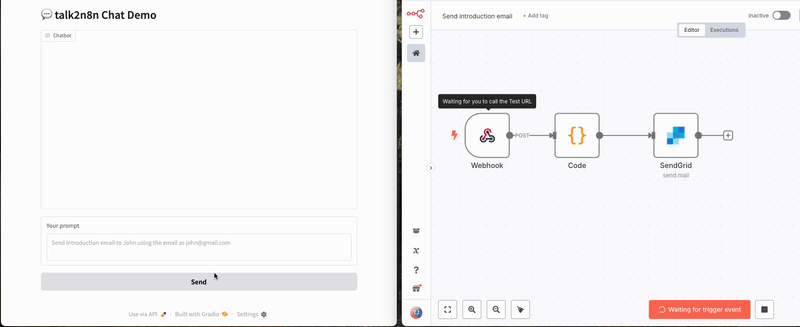 💬 talk2n8n Chat Demo
Chatbot
Your prompt
Send introduction email to John using the email as john@gmail.com
Send
Use via API · Built with Gradio · Settings
Send introduction email
+ Add tag
Inactive
Editor
Executions
Waiting for you to call the Test URL
POST
{}
Webhook
Code
SendGrid
send:mail
Waiting for trigger event